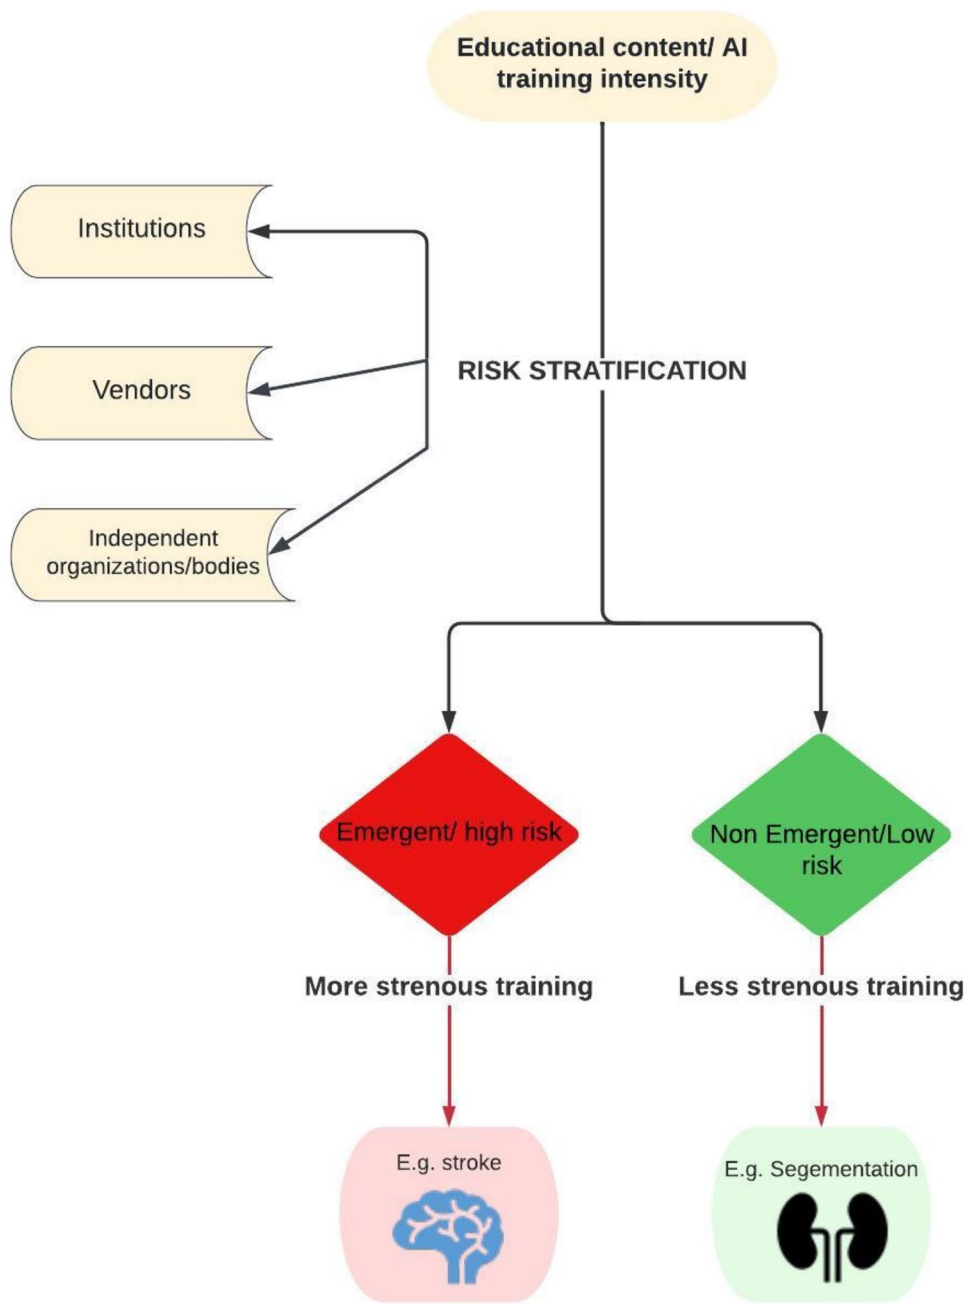 Educational content/ AI
training intensity
Institutions
Vendors
Independent
organizations/bodies
RISK STRATIFICATION
Emergent/ high risk
Non Emergent/Low
risk
More strenous training
Less strenous training
E.g. stroke
E.g. Segementation